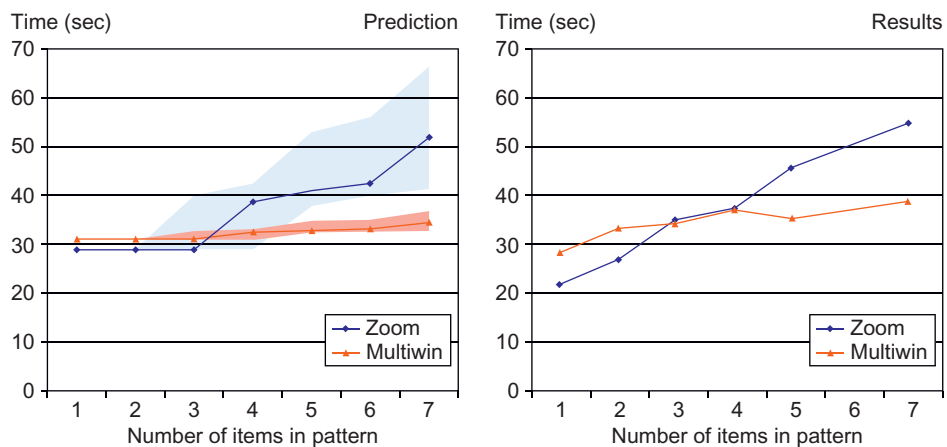 Time (sec) Prediction
70
60
50
40
30
20
10
0
Zoom
Multiwin
1 2 3 4 5 6 7
Number of items in pattern
Time (sec) Results
70
60
50
40
30
20
10
0
Zoom
Multiwin
1 2 3 4 5 6 7
Number of items in pattern